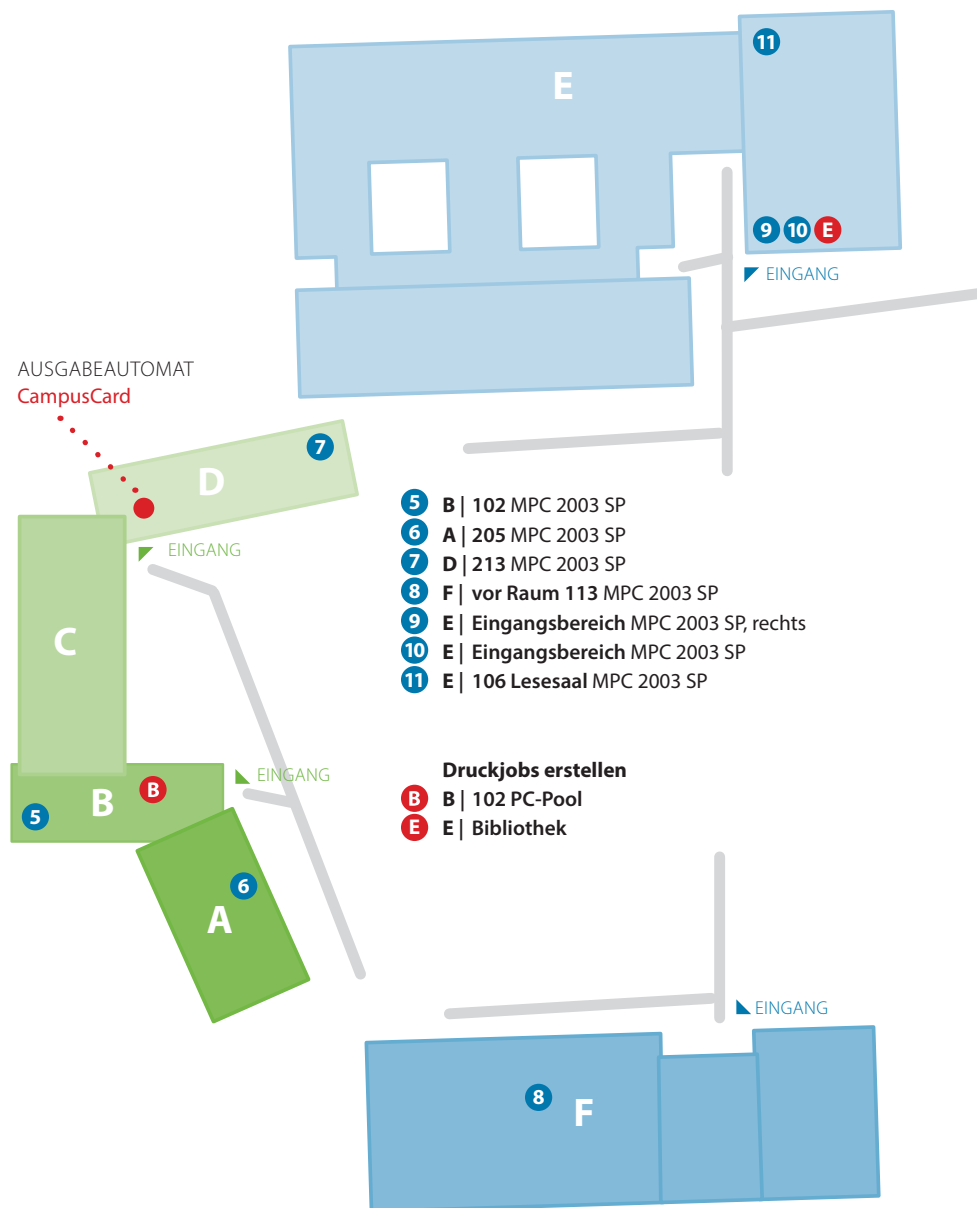 11
E
9 10 E
EINGANG
AUSGABEAUTOMAT
CampusCard
7
D
EINGANG
C
5 B | 102 MPC 2003 SP
6 A | 205 MPC 2003 SP
7 D | 213 MPC 2003 SP
8 F | vor Raum 113 MPC 2003 SP
9 E | Eingangsbereich MPC 2003 SP, rechts
10 E | Eingangsbereich MPC 2003 SP
11 E | 106 Lesesaal MPC 2003 SP
Druckjobs erstellen
B B | 102 PC-Pool
E E | Bibliothek
EINGANG
B
B
5
6
A
EINGANG
8
F